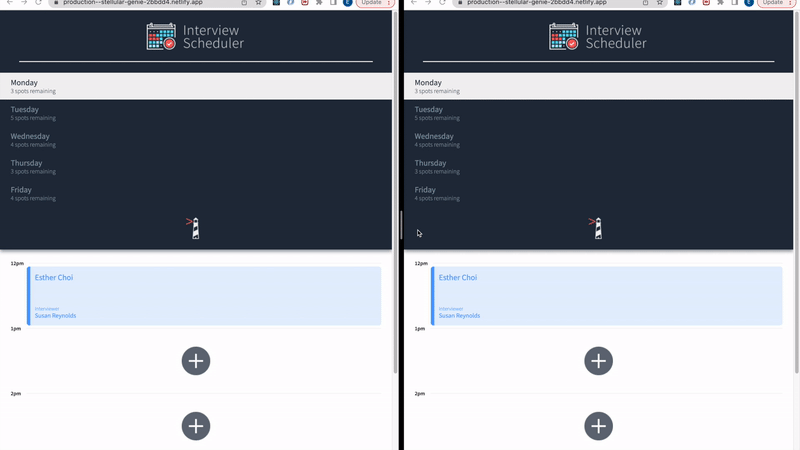 production--stellular-genie-2bbdd4.netlify.app
E
Update
Interview
Scheduler
Monday
3 spots remaining
Tuesday
5 spots remaining
Wednesday
4 spots remaining
Thursday
3 spots remaining
Friday
4 spots remaining
12pm
Esther Choi
Interviewer
Susan Reynolds
1pm
2pm
production--stellular-genie-2bbdd4.netlify.app
E
Update
Interview
Scheduler
Monday
3 spots remaining
Tuesday
5 spots remaining
Wednesday
4 spots remaining
Thursday
3 spots remaining
Friday
4 spots remaining
12pm
Esther Choi
Interviewer
Susan Reynolds
1pm
2pm